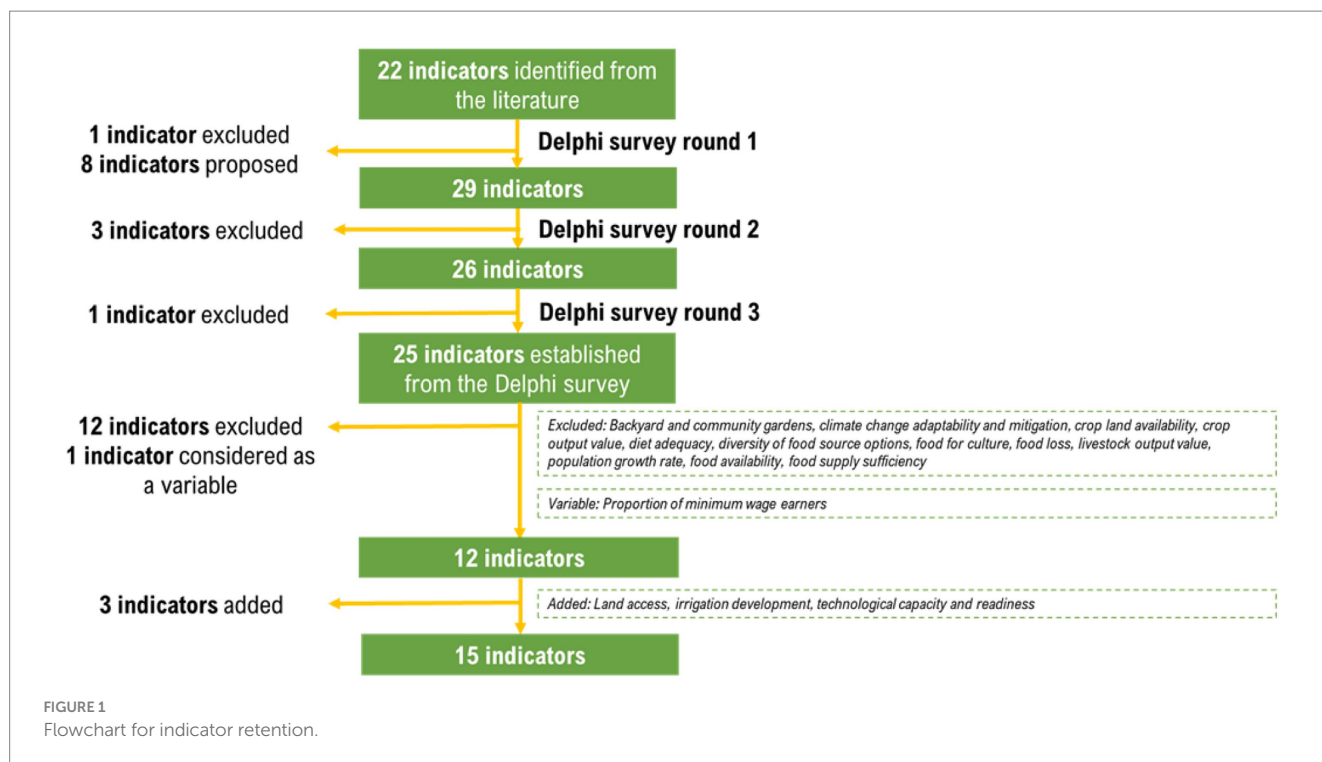 22 indicators identified from
the literature
1 indicator excluded
8 indicators proposed
Delphi survey round 1
29 indicators
3 indicators excluded
Delphi survey round 2
26 indicators
1 indicator excluded
Delphi survey round 3
25 indicators established
from the Delphi survey
12 indicators excluded
1 indicator considered as
a variable
Excluded: Backyard and community gardens, climate change adaptability and mitigation, crop land availability, crop
output value, diet adequacy, diversity of food source options, food for culture, food loss, livestock output value,
population growth rate, food availability, food supply sufficiency
Variable: Proportion of minimum wage earners
12 indicators
3 indicators added
Added: Land access, irrigation development, technological capacity and readiness
15 indicators
FIGURE 1
Flowchart for indicator retention.